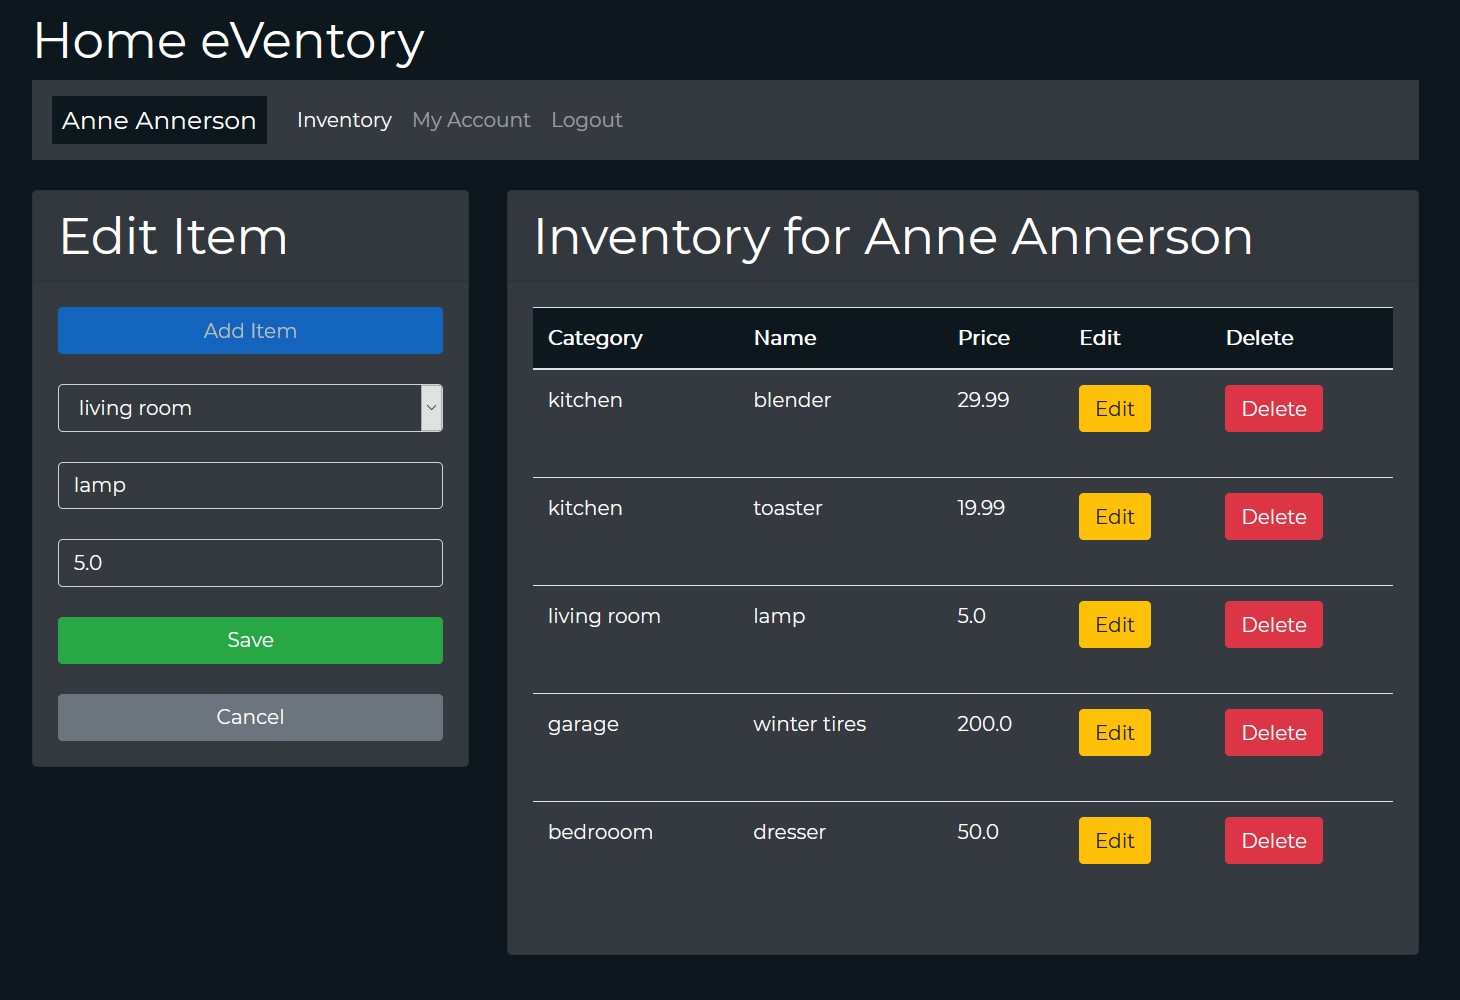 Home eVentory
Anne Annerson Inventory My Account Logout
Edit Item
Add Item
living room
lamp
5.0
Save
Cancel
Inventory for Anne Annerson
Category Name Price Edit Delete
kitchen blender 29.99 Edit Delete
kitchen toaster 19.99 Edit Delete
living room lamp 5.0 Edit Delete
garage winter tires 200.0 Edit Delete
bedrooom dresser 50.0 Edit Delete